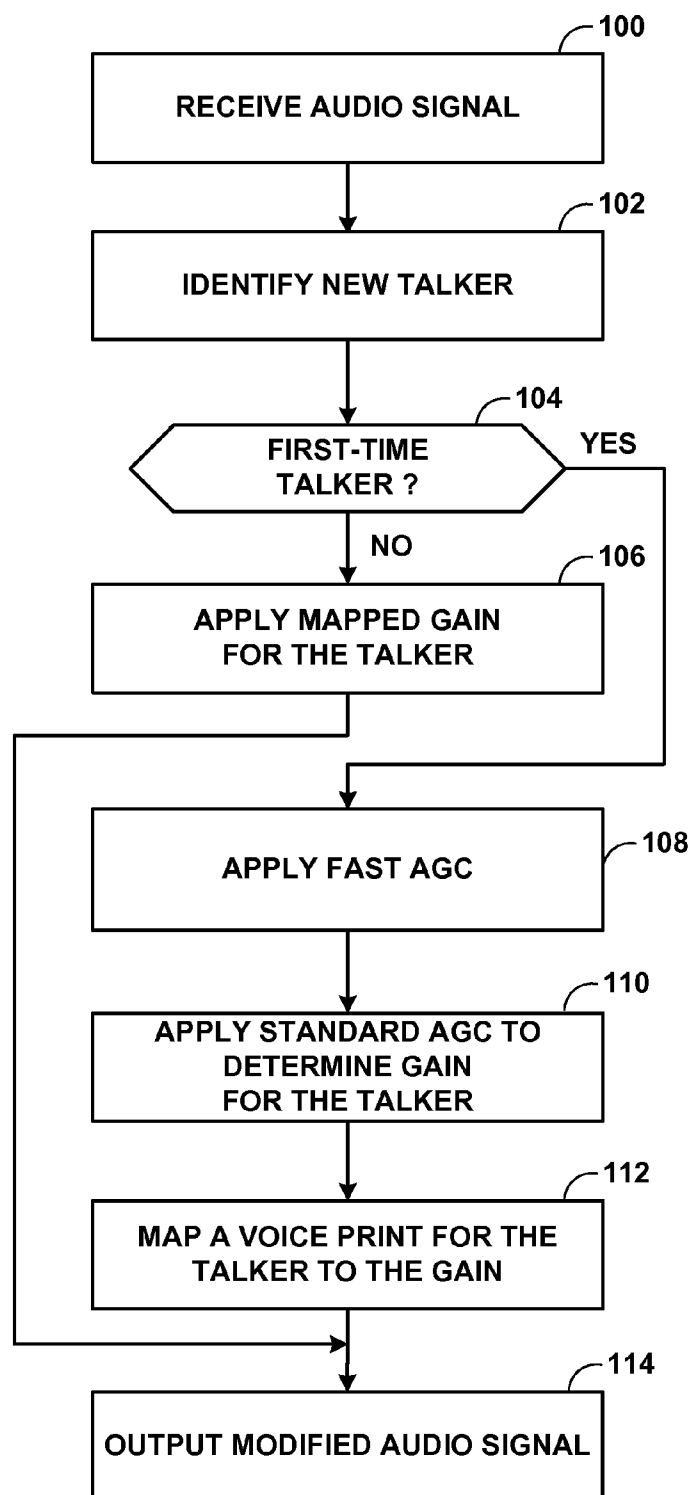 100
RECEIVE AUDIO SIGNAL
102
IDENTIFY NEW TALKER
104
FIRST-TIME
TALKER ?
YES
NO
106
APPLY MAPPED GAIN
FOR THE TALKER
108
APPLY FAST AGC
110
APPLY STANDARD AGC TO
DETERMINE GAIN
FOR THE TALKER
112
MAP A VOICE PRINT FOR THE
TALKER TO THE GAIN
114
OUTPUT MODIFIED AUDIO SIGNAL